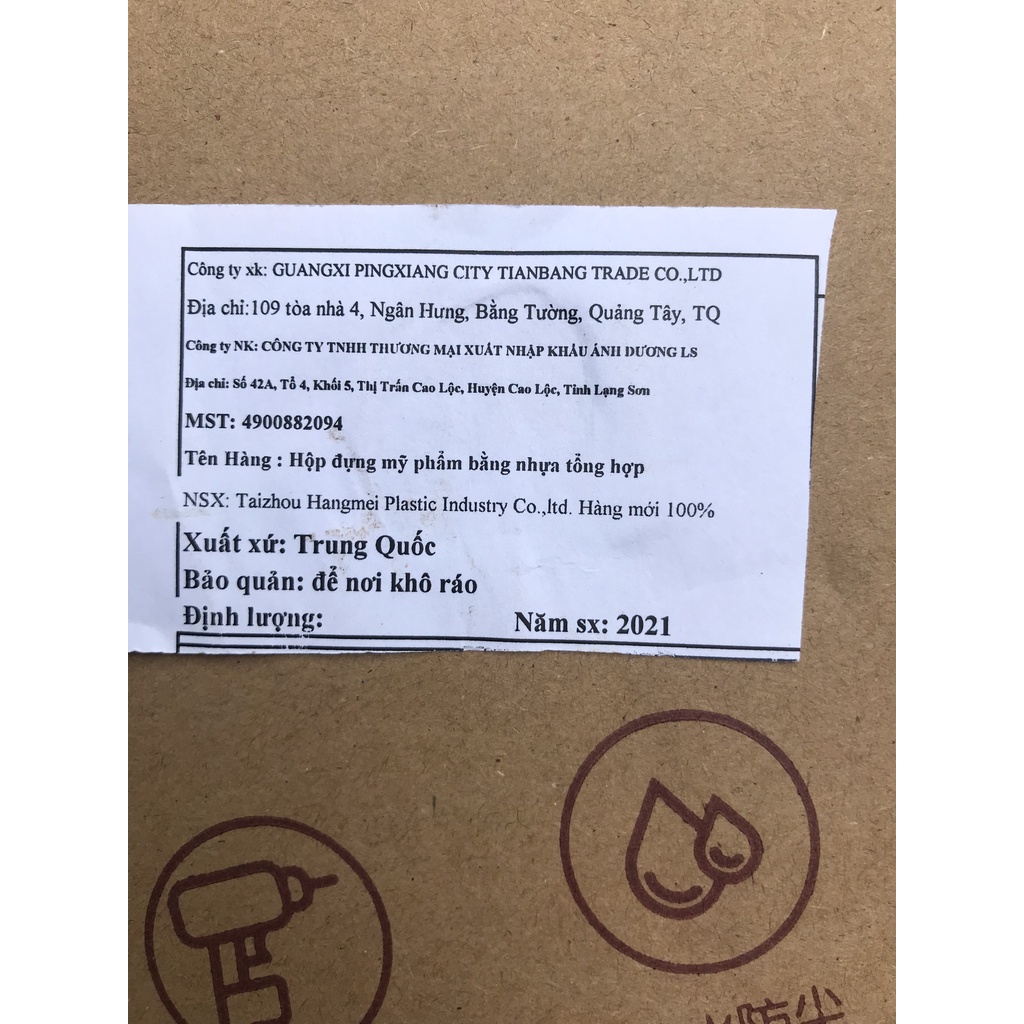 Công ty xk: GUANGXI PINGXIANG CITY TIANBANG TRADE CO.,LTD
Địa chỉ:109 tòa nhà 4, Ngân Hưng, Bằng Tường, Quảng Tây, TQ
Công ty NK: CÔNG TY TNHH THƯƠNG MẠI XUẤT NHẬP KHẨU ÁNH DƯƠNG LS
Địa chỉ: Số 42A, Tổ 4, Khối 5, Thị Trấn Cao Lộc, Huyện Cao Lộc, Tỉnh Lạng Sơn
MST: 4900882094
Tên Hàng : Hộp đựng mỹ phẩm bằng nhựa tổng hợp
NSX: Taizhou Hangmei Plastic Industry Co.,ltd. Hàng mới 100%
Xuất xứ: Trung Quốc
Bảo quản: để nơi khô ráo
Định lượng: Năm sx: 2021